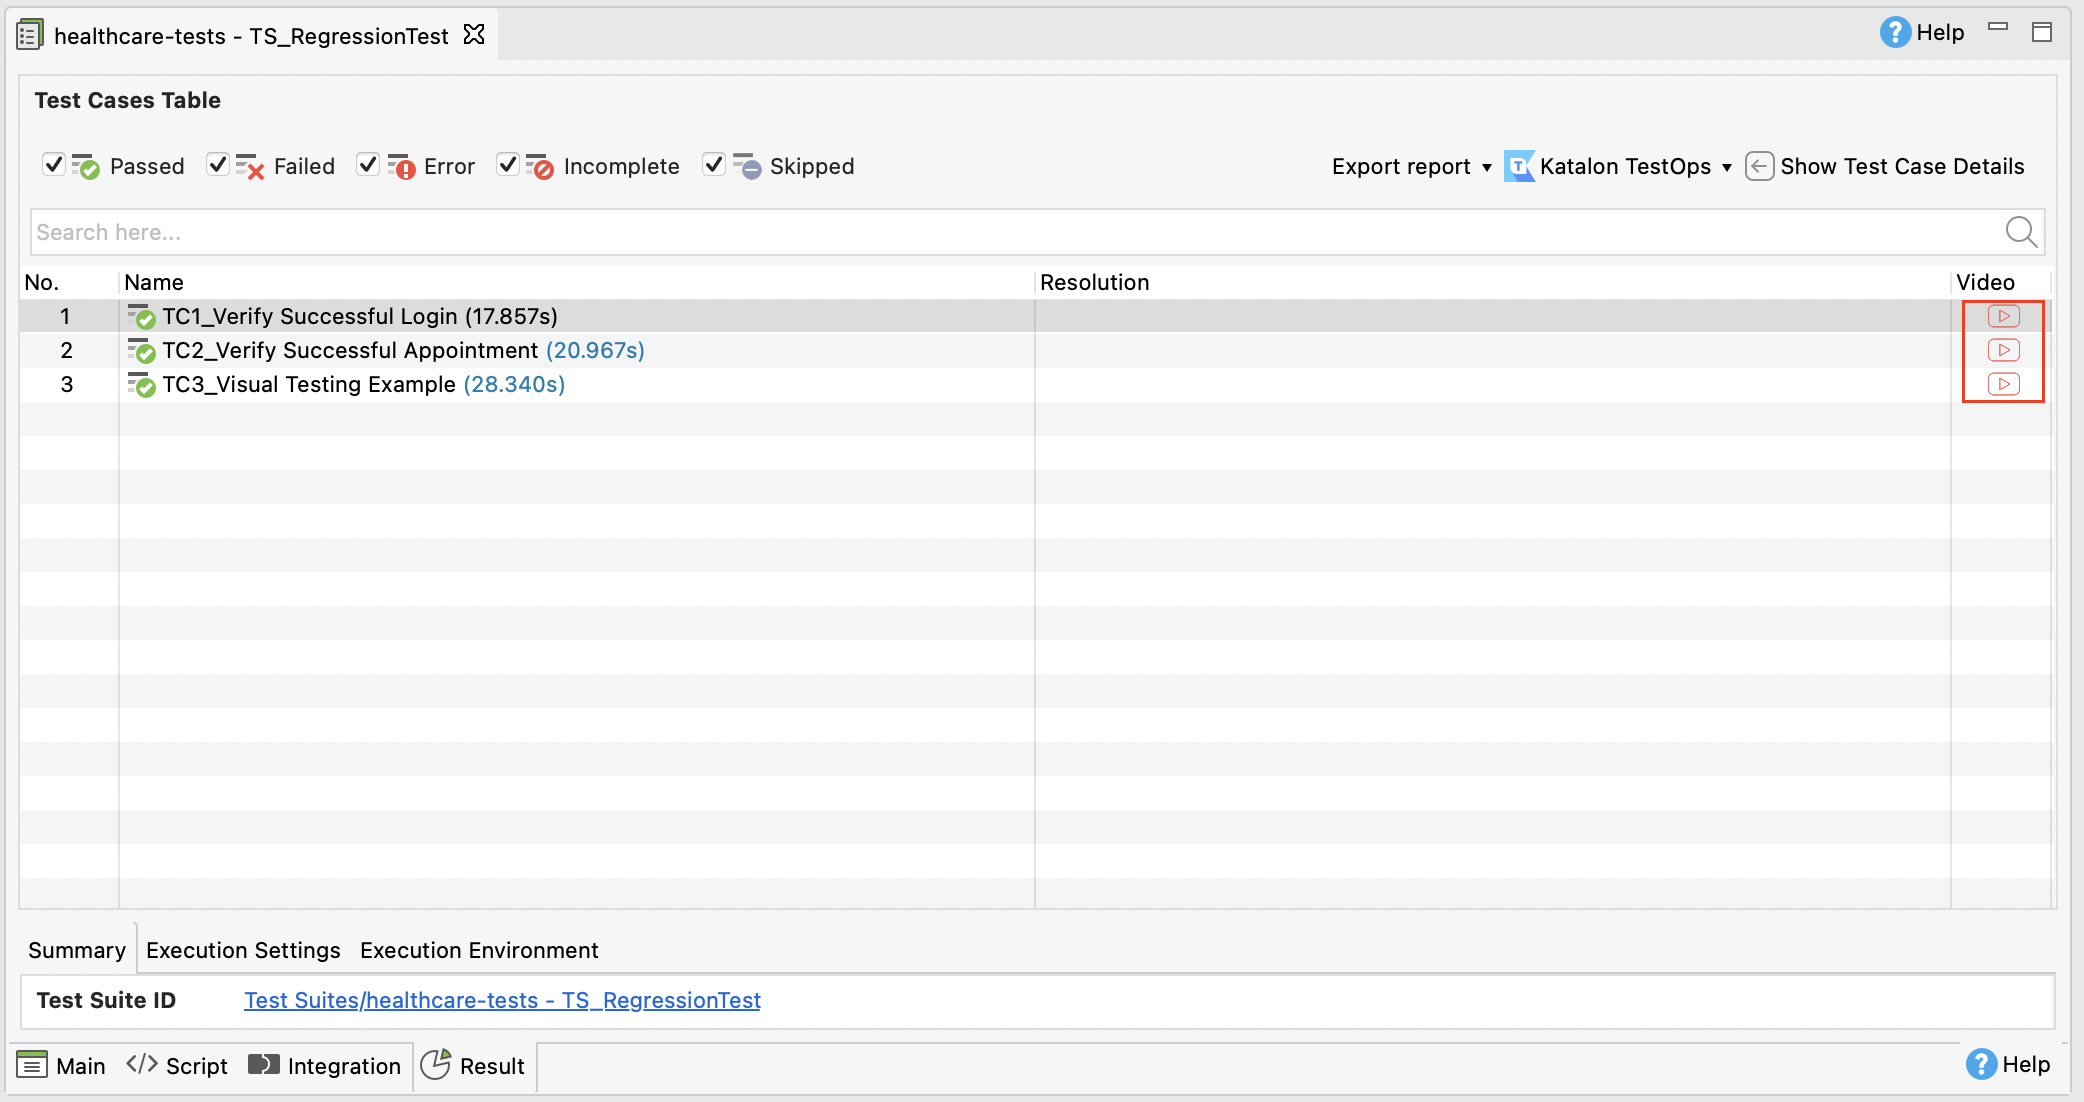 healthcare-tests - TS_RegressionTest
Help
Test Cases Table
Passed Failed Error Incomplete Skipped
Export report Katalon TestOps Show Test Case Details
Search here...
No. Name Resolution Video
1 TC1_Verify Successful Login (17.857s)
2 TC2_Verify Successful Appointment (20.967s)
3 TC3_Visual Testing Example (28.340s)
Summary Execution Settings Execution Environment
Test Suite ID Test Suites/healthcare-tests - TS_RegressionTest
Main Script Integration Result
Help